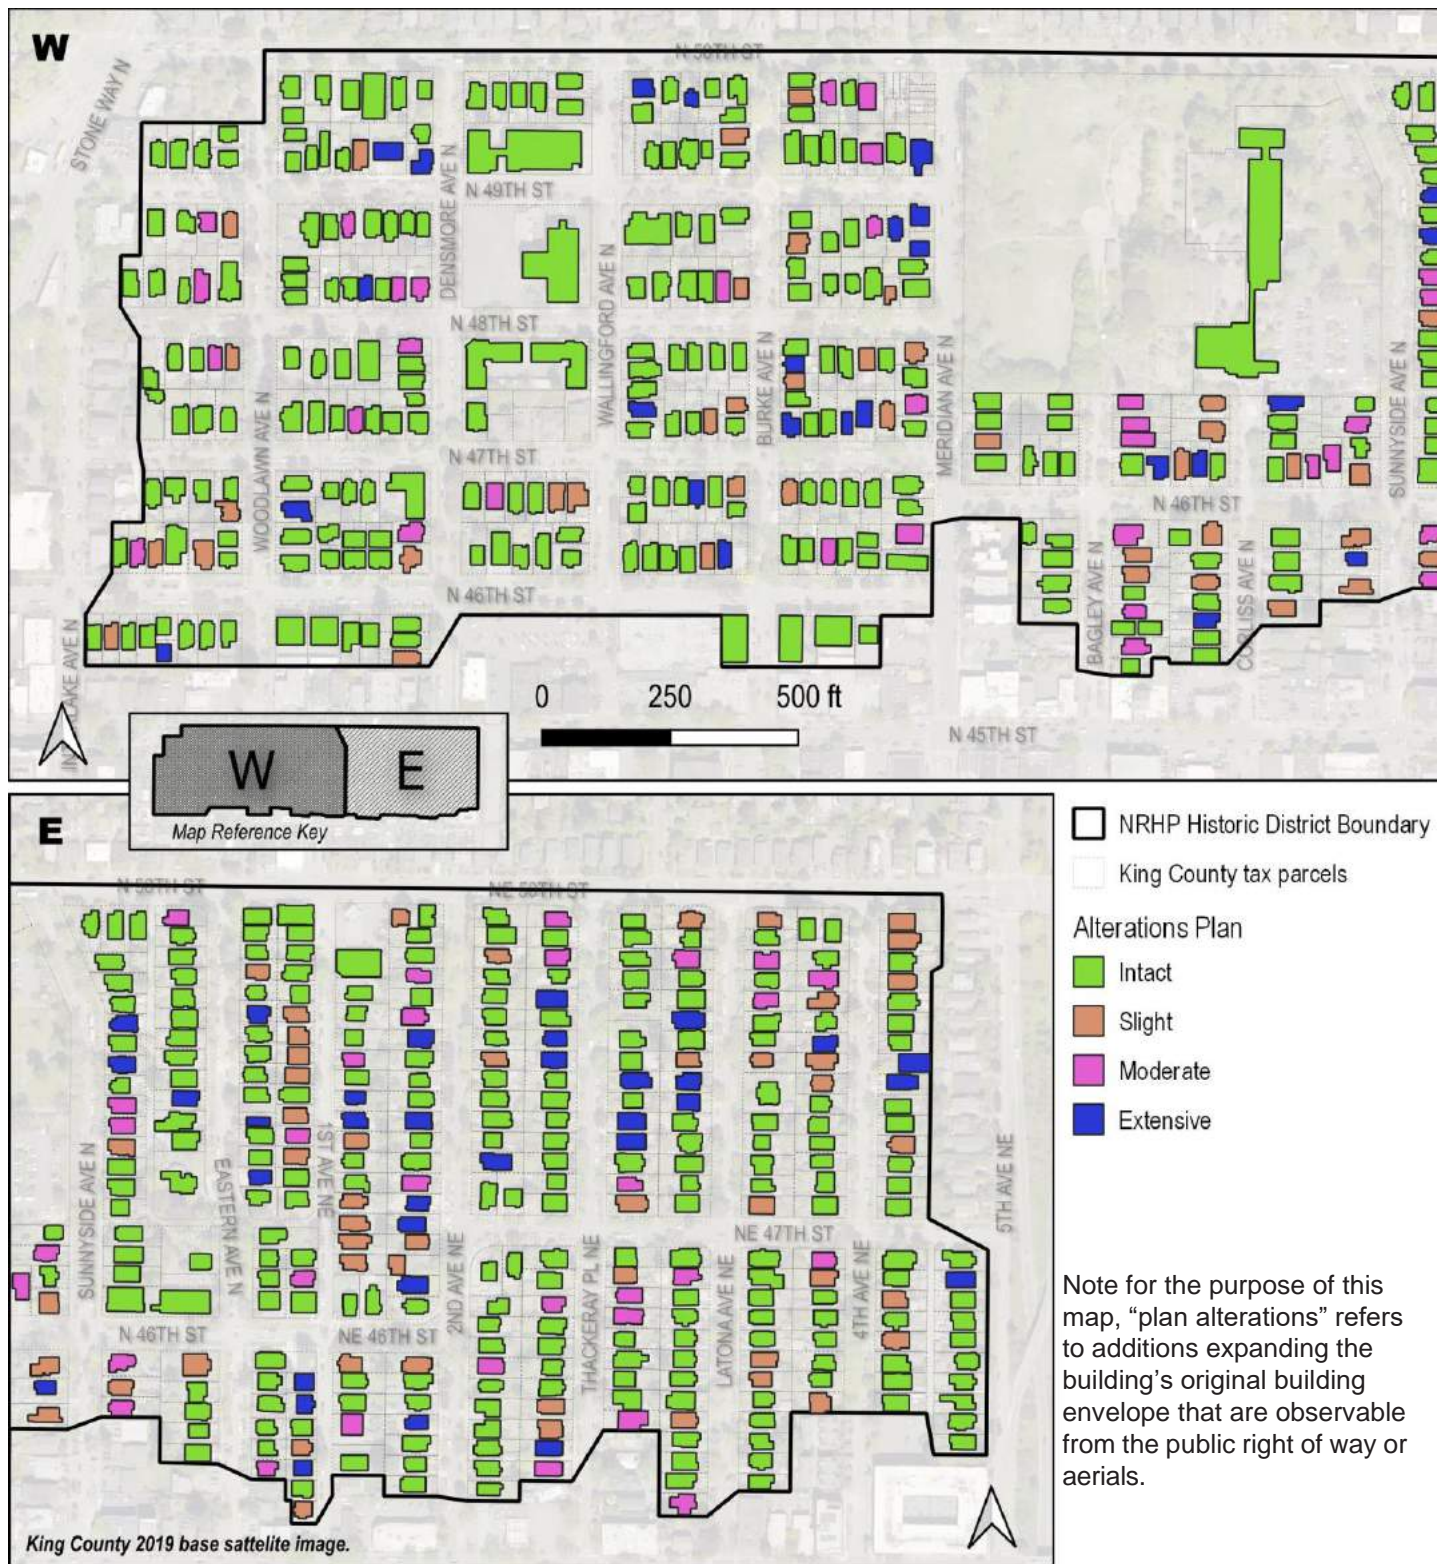 W
N 50TH ST
STONE WAY N
DENSMORE AVE N
N 49TH ST
WALLINGFORD AVE N
N 48TH ST
BURKE AVE N
MERIDIAN AVE N
SUNNYSIDE AVE N
WOODLAWN AVE N
N 47TH ST
N 46TH ST
BAGLEY AVE N
CORLISS AVE N
N 46TH ST
LAKE AVE N
0 250 500 ft
N 45TH ST
W E
Map Reference Key
E
N 50TH ST
NE 50TH ST
SUNNYSIDE AVE N
EASTERN AVE N
1ST AVE NE
2ND AVE NE
THACKERAY PL NE
LATONA AVE NE
NE 47TH ST
4TH AVE NE
5TH AVE NE
N 46TH ST
NE 46TH ST
King County 2019 base sattelite image.
NRHP Historic District Boundary
King County tax parcels
Alterations Plan
Intact
Slight
Moderate
Extensive
Note for the purpose of this
map, “plan alterations” refers
to additions expanding the
building’s original building
envelope that are observable
from the public right of way or
aerials.